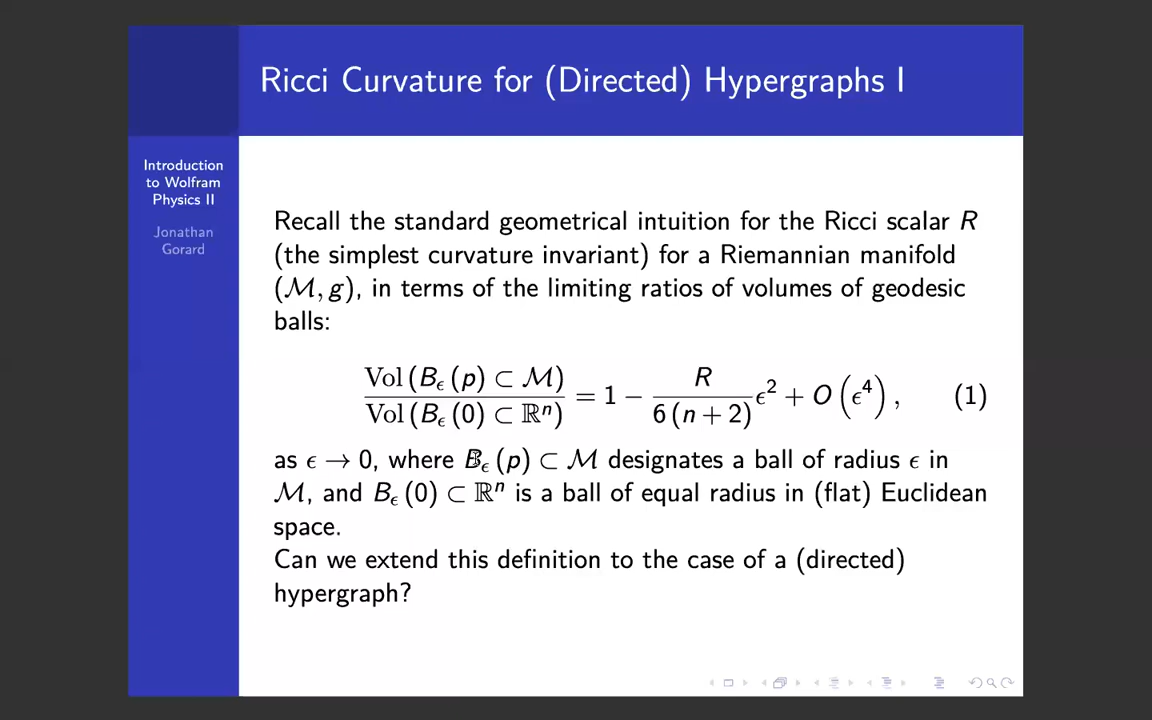 Ricci Curvature for (Directed) Hypergraphs I
Introduction
to Wolfram
Physics II
Jonathan
Gorard
Recall the standard geometrical intuition for the Ricci scalar R
(the simplest curvature invariant) for a Riemannian manifold
(ℳ, g), in terms of the limiting ratios of volumes of geodesic
balls:
Vol (B_ϵ (p) ⊂ ℳ) / Vol (B_ϵ (0) ⊂ ℝⁿ) = 1 − R / 6 (n + 2) ϵ² + O (ϵ⁴), (1)
as ϵ → 0, where B_ϵ (p) ⊂ ℳ designates a ball of radius ϵ in
ℳ, and B_ϵ (0) ⊂ ℝⁿ is a ball of equal radius in (flat) Euclidean
space.
Can we extend this definition to the case of a (directed)
hypergraph?